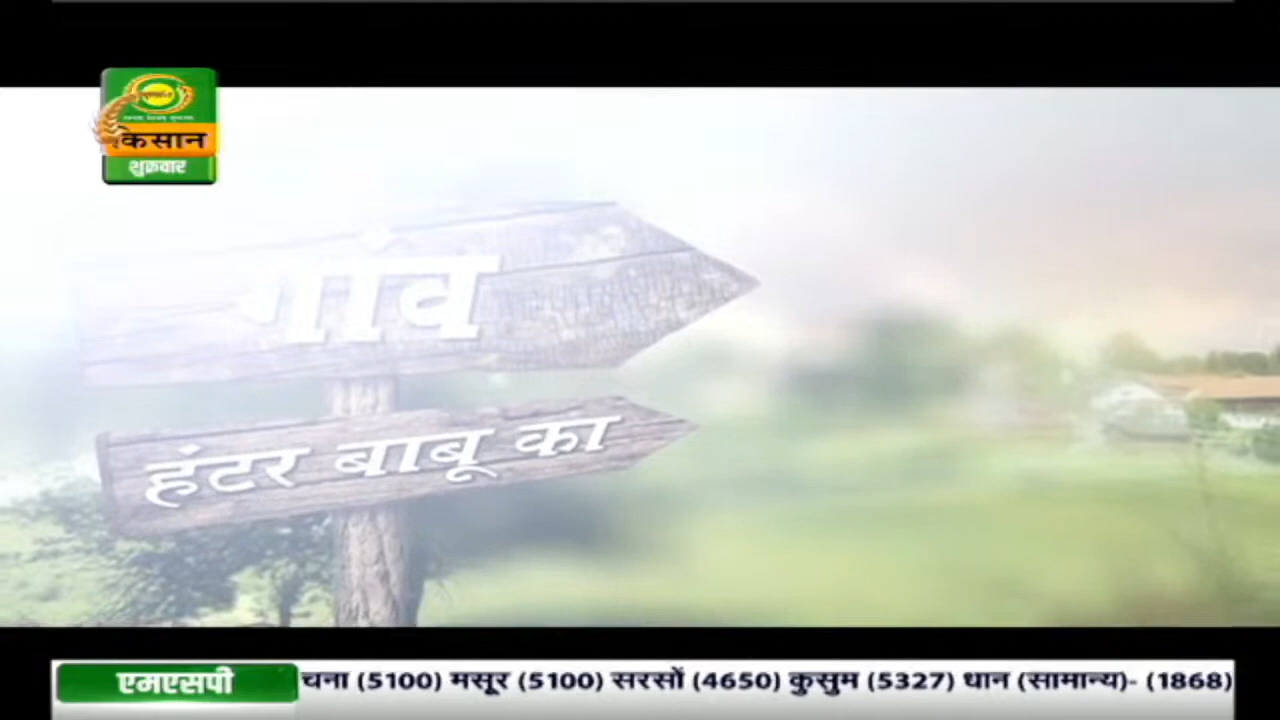 किसान
शुक्रवार
गांव
हंटर बाबू का
एमएसपी
चना (5100) मसूर (5100) सरसों (4650) कुसुम (5327) धान (सामान्य)- (1868)